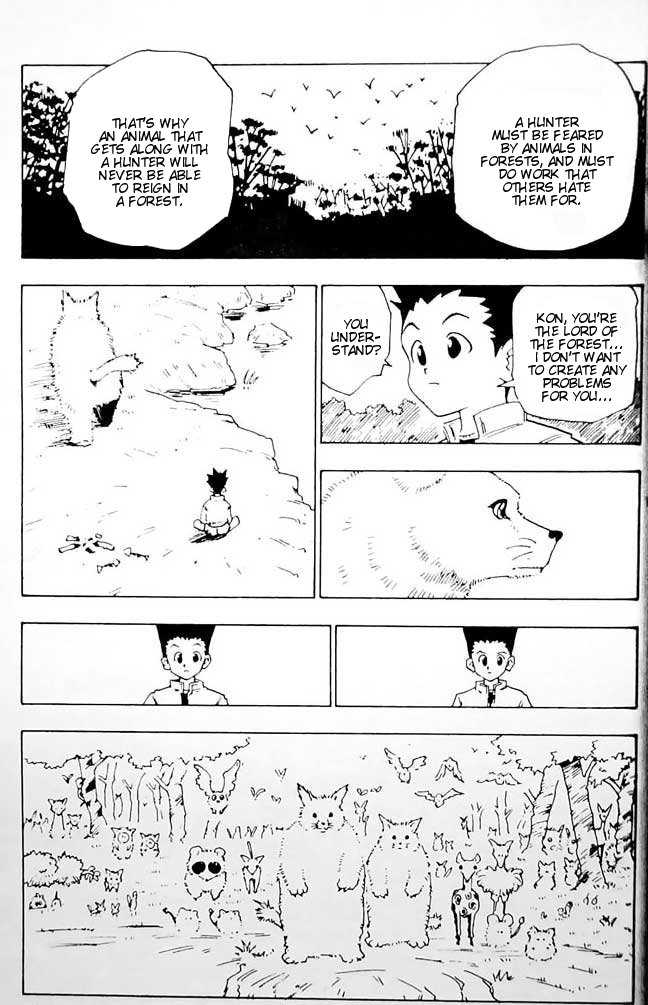 A HUNTER
MUST BE FEARED
BY ANIMALS IN
FORESTS, AND MUST
DO WORK THAT
OTHERS HATE
THEM FOR.
THAT'S WHY
AN ANIMAL THAT
GETS ALONG WITH
A HUNTER WILL
NEVER BE ABLE
TO REIGN IN
A FOREST.
KON, YOU'RE
THE LORD OF
THE FOREST...
I DON'T WANT
TO CREATE ANY
PROBLEMS
FOR YOU...
YOU
UNDER-
STAND?